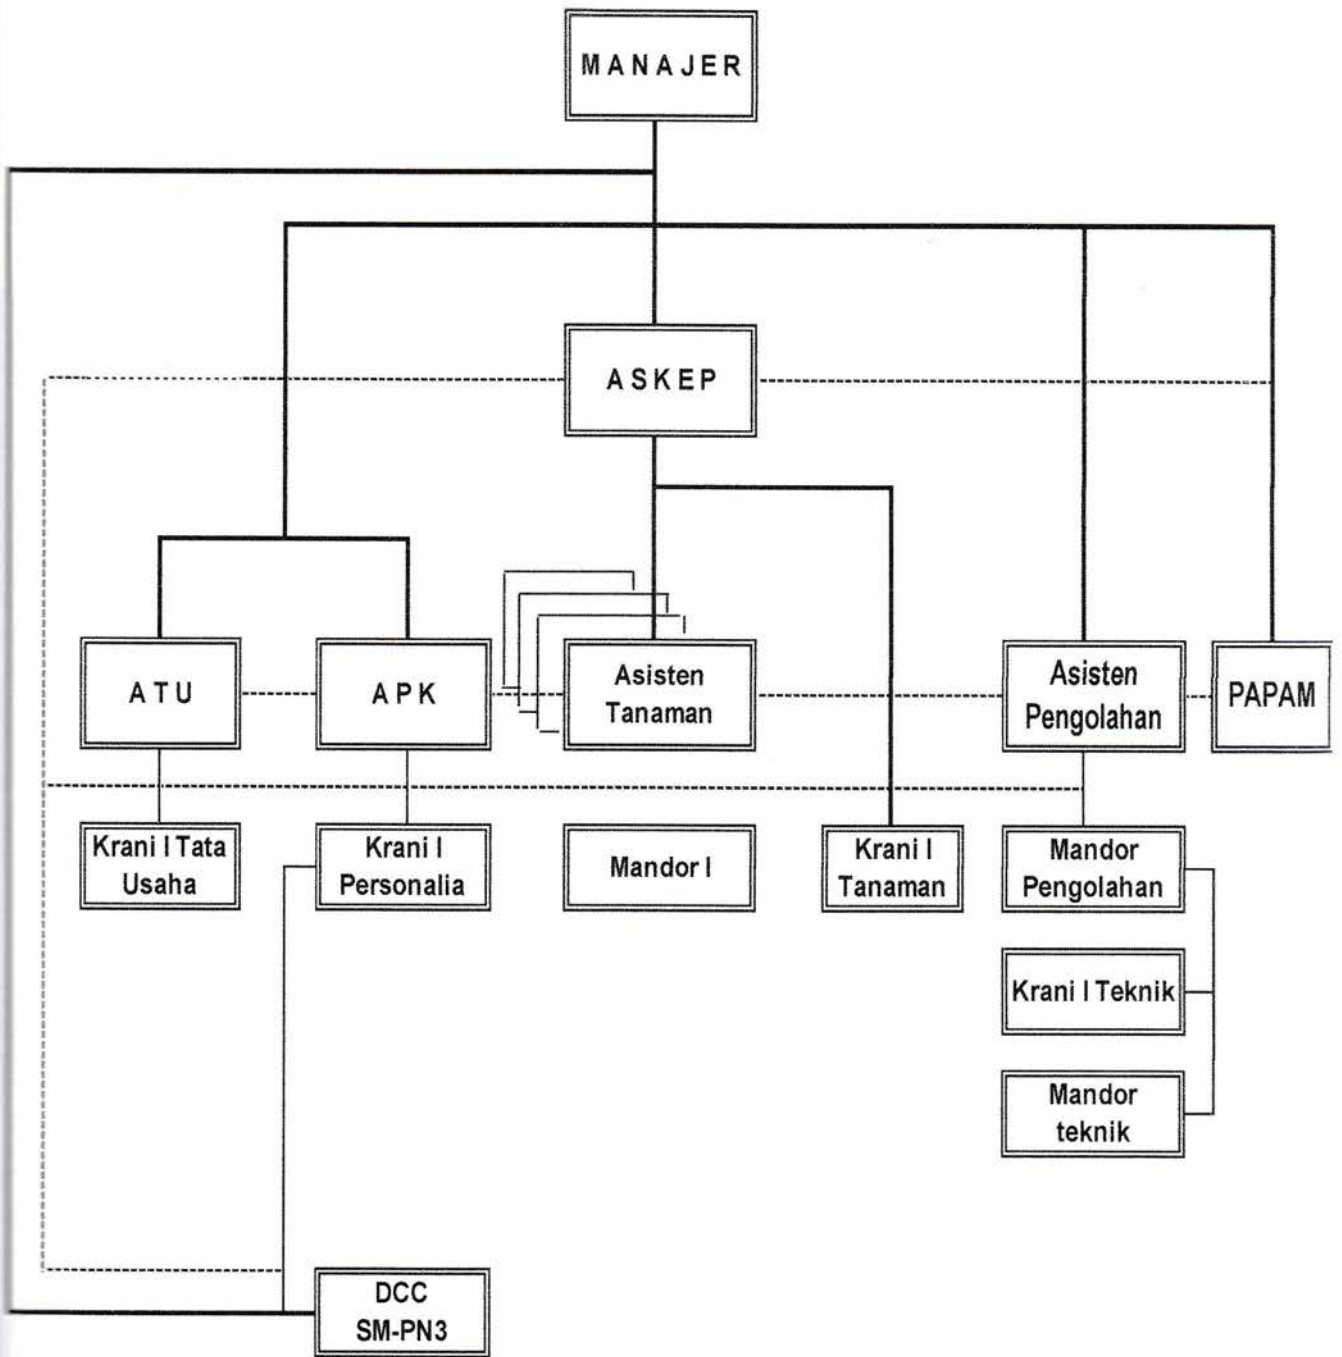 MANAJER
ASKEP
ATU
APK
Asisten
Tanaman
Asisten
Pengolahan
PAPAM
Krani I Tata
Usaha
Krani I
Personalia
Mandor I
Krani I
Tanaman
Mandor
Pengolahan
Krani I Teknik
Mandor
teknik
DCC
SM-PN3